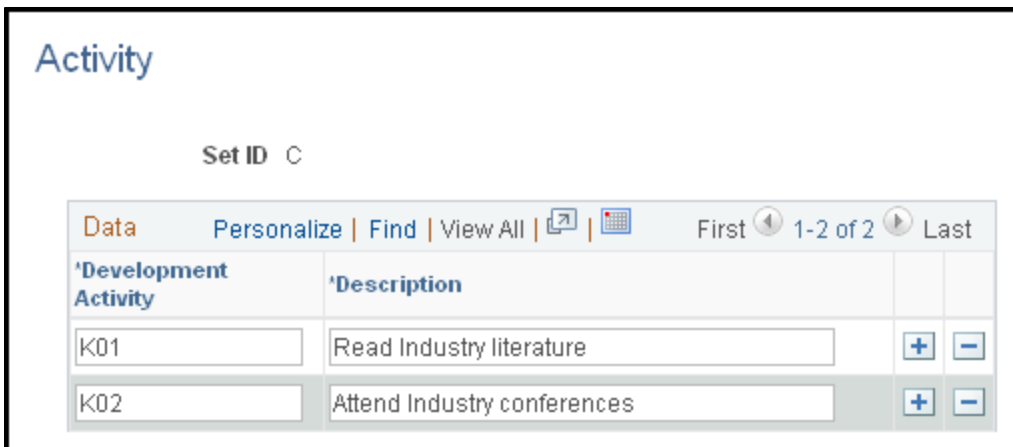 Activity
Set ID C
Data Personalize | Find | View All | | First 1-2 of 2 Last
*Development Activity *Description
K01 Read Industry literature
K02 Attend Industry conferences